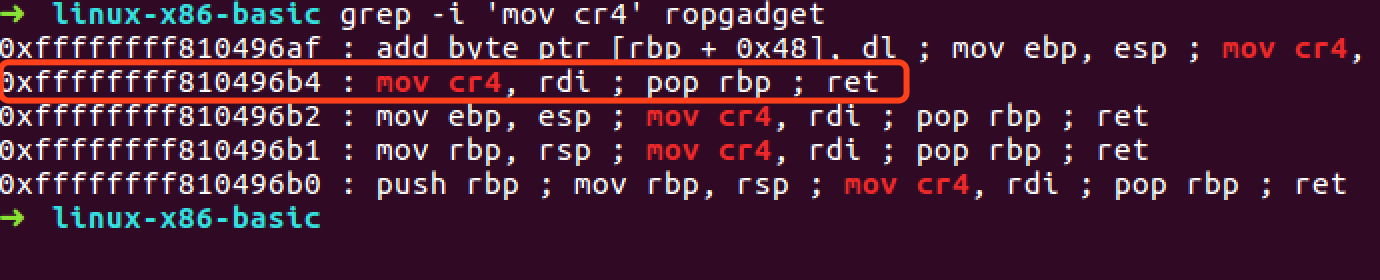 ➜ linux-x86-basic grep -i 'mov cr4' ropgadget
0xffffffff810496af : add byte ptr [rbp + 0x48], dl ; mov ebp, esp ; mov cr4,
0xffffffff810496b4 : mov cr4, rdi ; pop rbp ; ret
0xffffffff810496b2 : mov ebp, esp ; mov cr4, rdi ; pop rbp ; ret
0xffffffff810496b1 : mov rbp, rsp ; mov cr4, rdi ; pop rbp ; ret
0xffffffff810496b0 : push rbp ; mov rbp, rsp ; mov cr4, rdi ; pop rbp ; ret
➜ linux-x86-basic